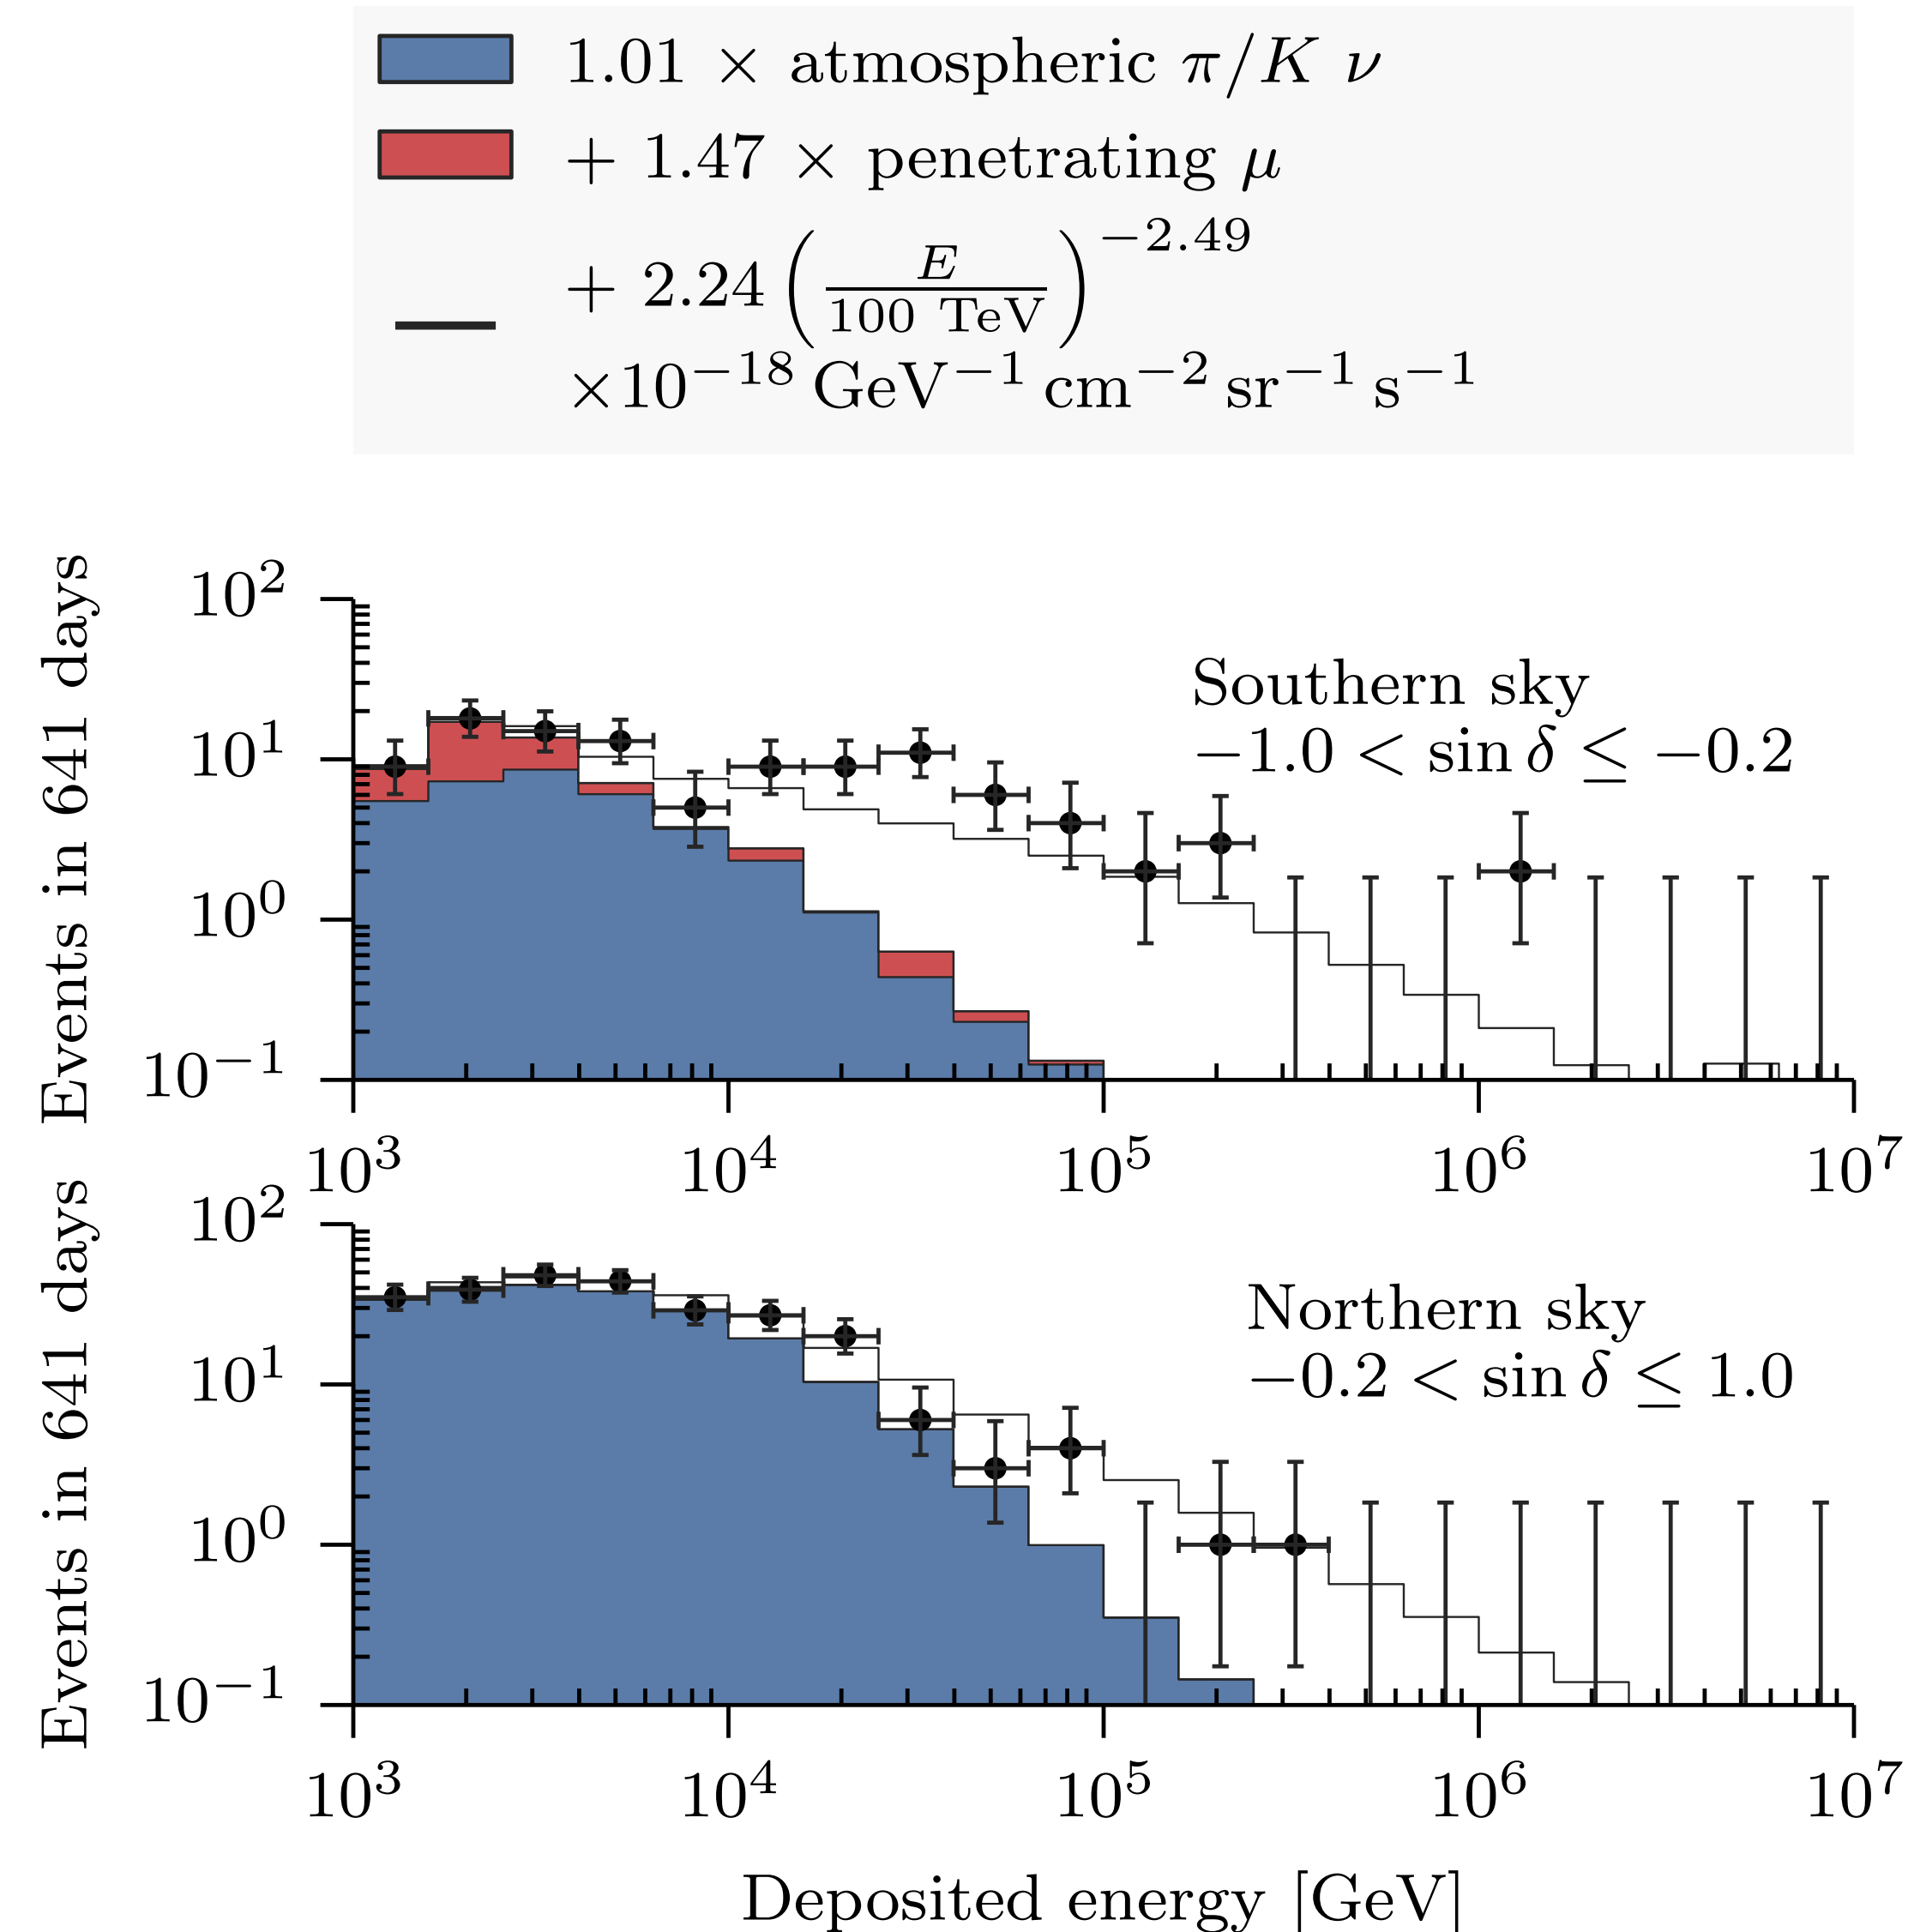 1.01 × atmospheric π/K ν
+ 1.47 × penetrating μ
+ 2.24 (E / 100 TeV)^−2.49
×10^−18 GeV^−1 cm^−2 sr^−1 s^−1
Events in 641 days
10^2
10^1
10^0
10^−1
Southern sky
−1.0 < sin δ ≤ −0.2
10^3 10^4 10^5 10^6 10^7
Events in 641 days
10^2
10^1
10^0
10^−1
Northern sky
−0.2 < sin δ ≤ 1.0
10^3 10^4 10^5 10^6 10^7
Deposited energy [GeV]